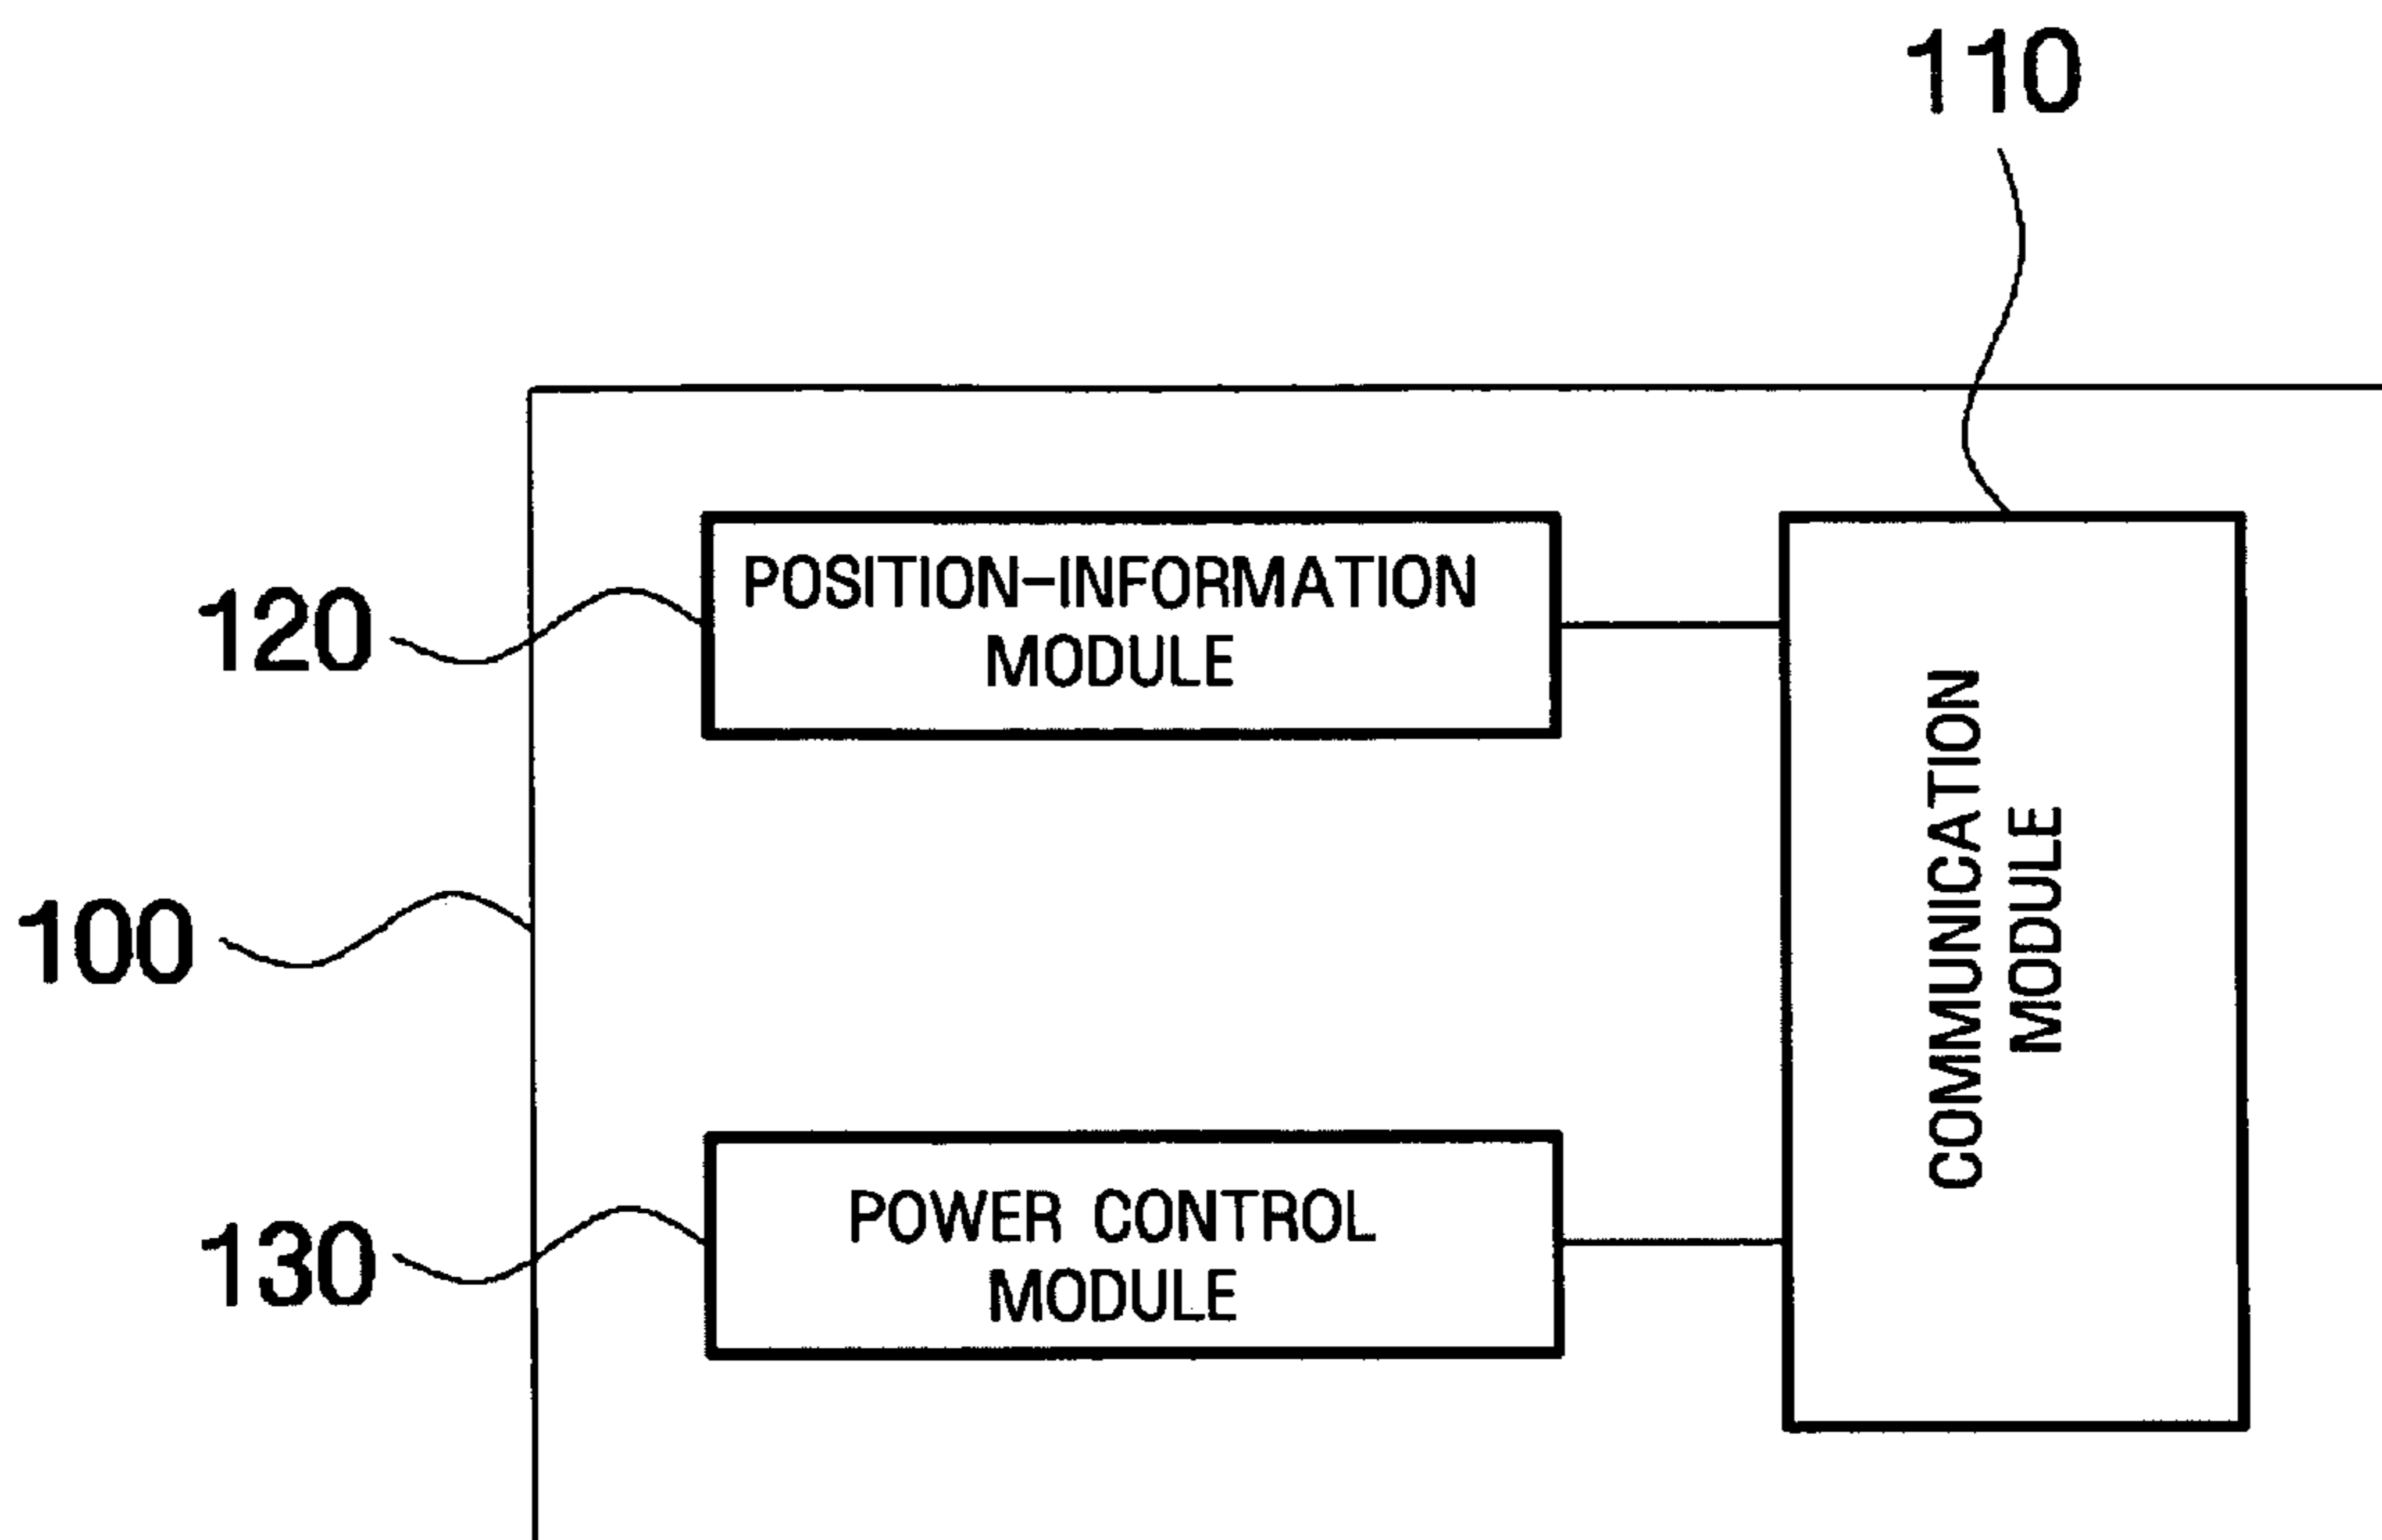 110
120
POSITION-INFORMATION
MODULE
COMMUNICATION
MODULE
100
130
POWER CONTROL
MODULE